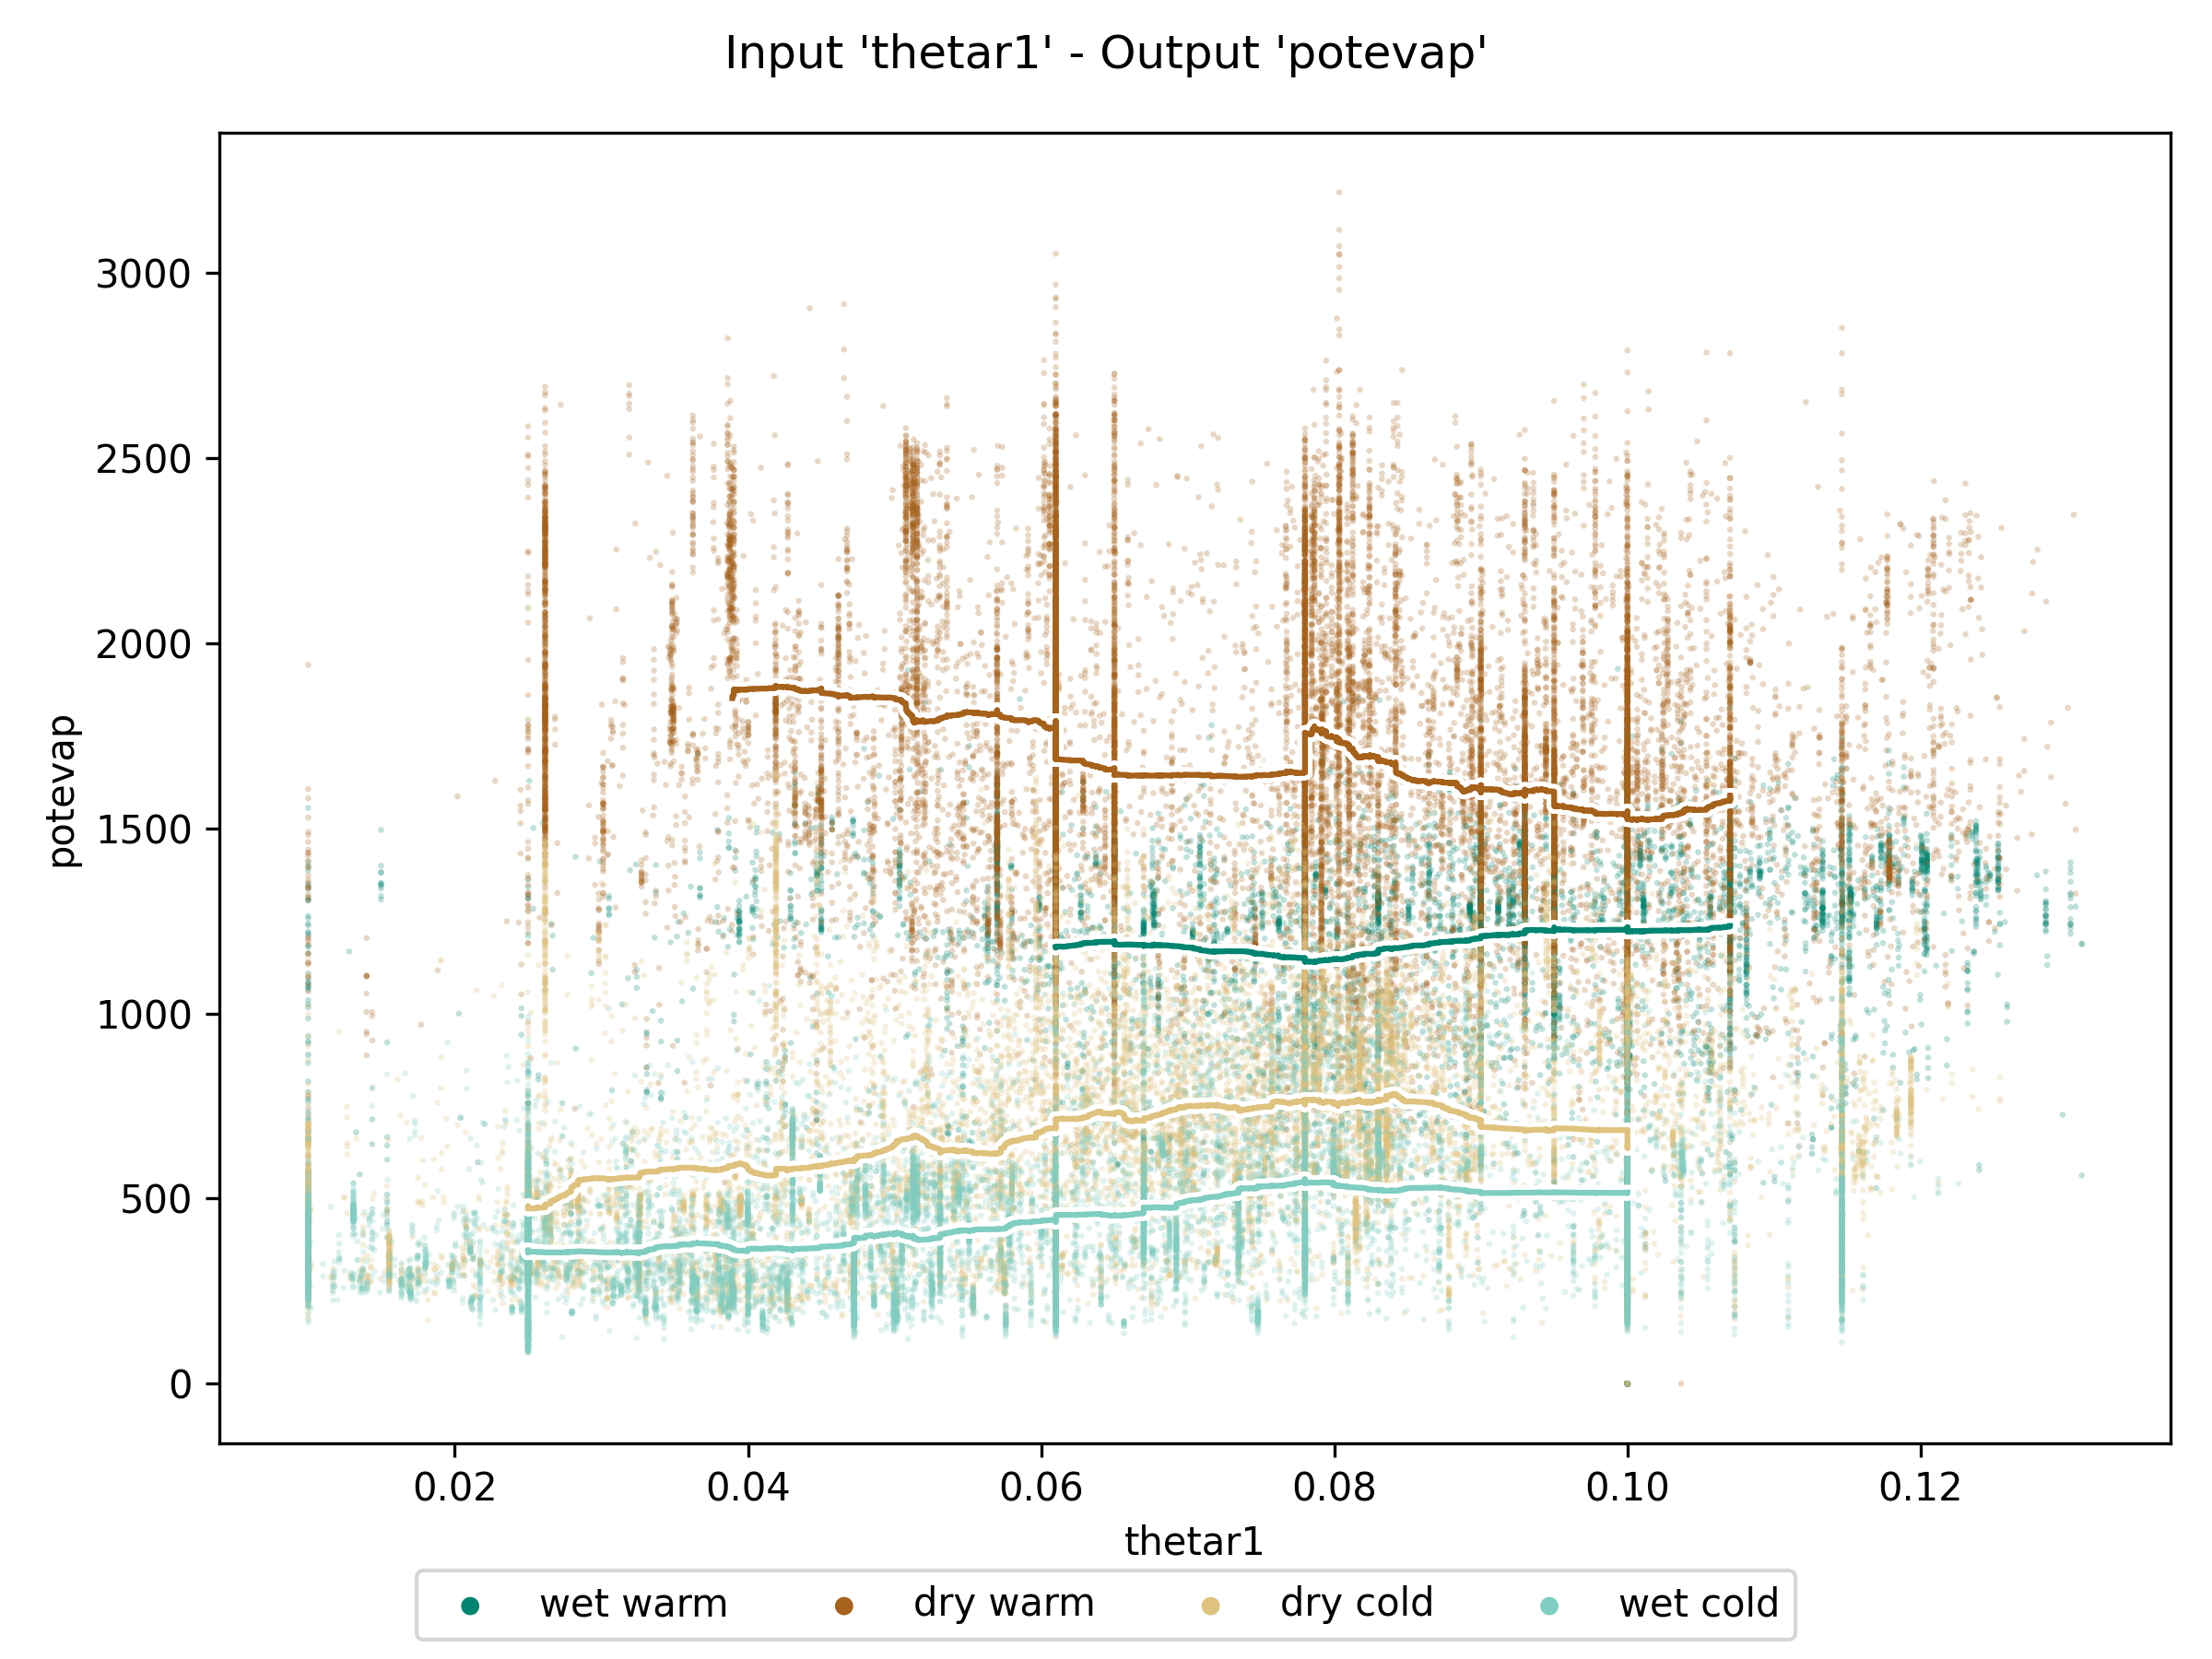 Input 'thetar1' - Output 'potevap'
3000
2500
2000
1500
1000
500
0
potevap
0.02 0.04 0.06 0.08 0.10 0.12
thetar1
wet warm dry warm dry cold wet cold